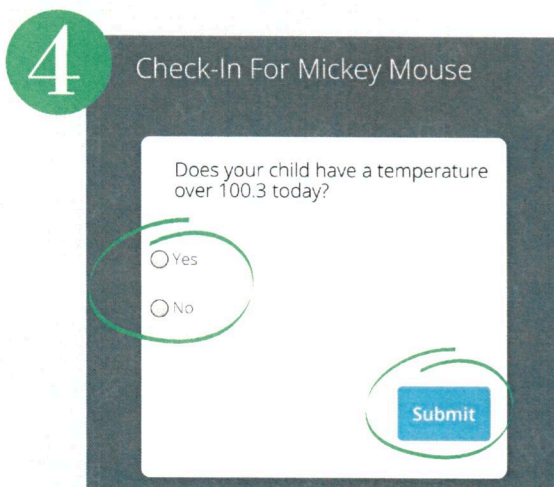 4
Check-In For Mickey Mouse
Does your child have a temperature
over 100.3 today?
Yes
No
Submit